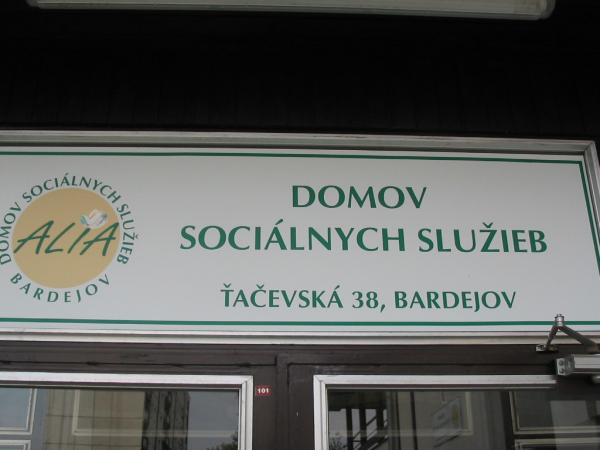 DOMOV SOCIÁLNYCH SLUŽIEB
ALIA
BARDEJOV
DOMOV
SOCIÁLNYCH SLUŽIEB
ŤAČEVSKÁ 38, BARDEJOV
101